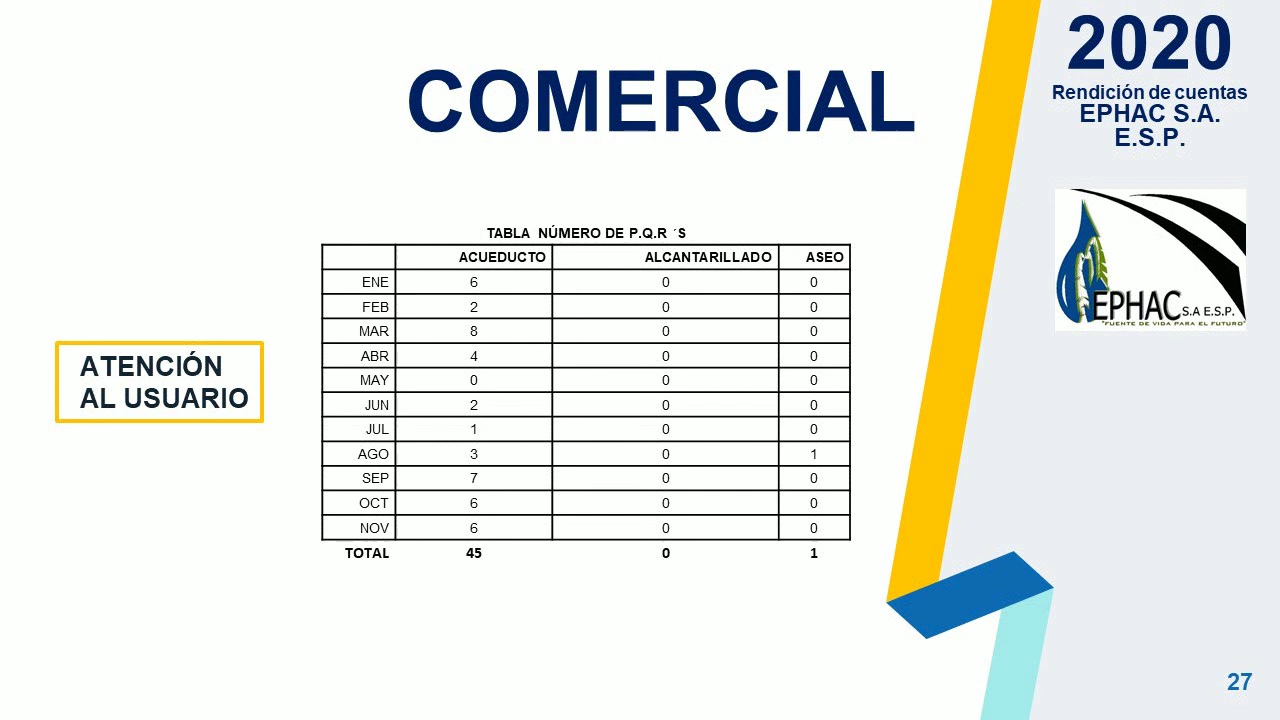 COMERCIAL
2020
Rendición de cuentas
EPHAC S.A.
E.S.P.
EPHAC S.A E.S.P.
"FUENTE DE VIDA PARA EL FUTURO"
ATENCIÓN
AL USUARIO
TABLA NÚMERO DE P.Q.R ´S
ACUEDUCTO ALCANTARILLADO ASEO
ENE 6 0 0
FEB 2 0 0
MAR 8 0 0
ABR 4 0 0
MAY 0 0 0
JUN 2 0 0
JUL 1 0 0
AGO 3 0 1
SEP 7 0 0
OCT 6 0 0
NOV 6 0 0
TOTAL 45 0 1
27